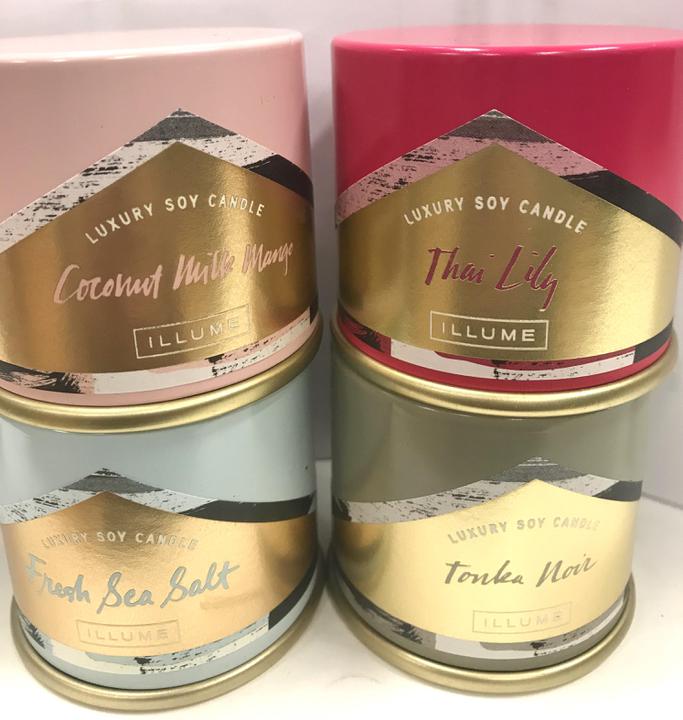 LUXURY SOY CANDLE
Coconut Milk Mango
ILLUME
LUXURY SOY CANDLE
Thai Lily
ILLUME
LUXURY SOY CANDLE
Fresh Sea Salt
ILLUME
LUXURY SOY CANDLE
Tonka Noir
ILLUME